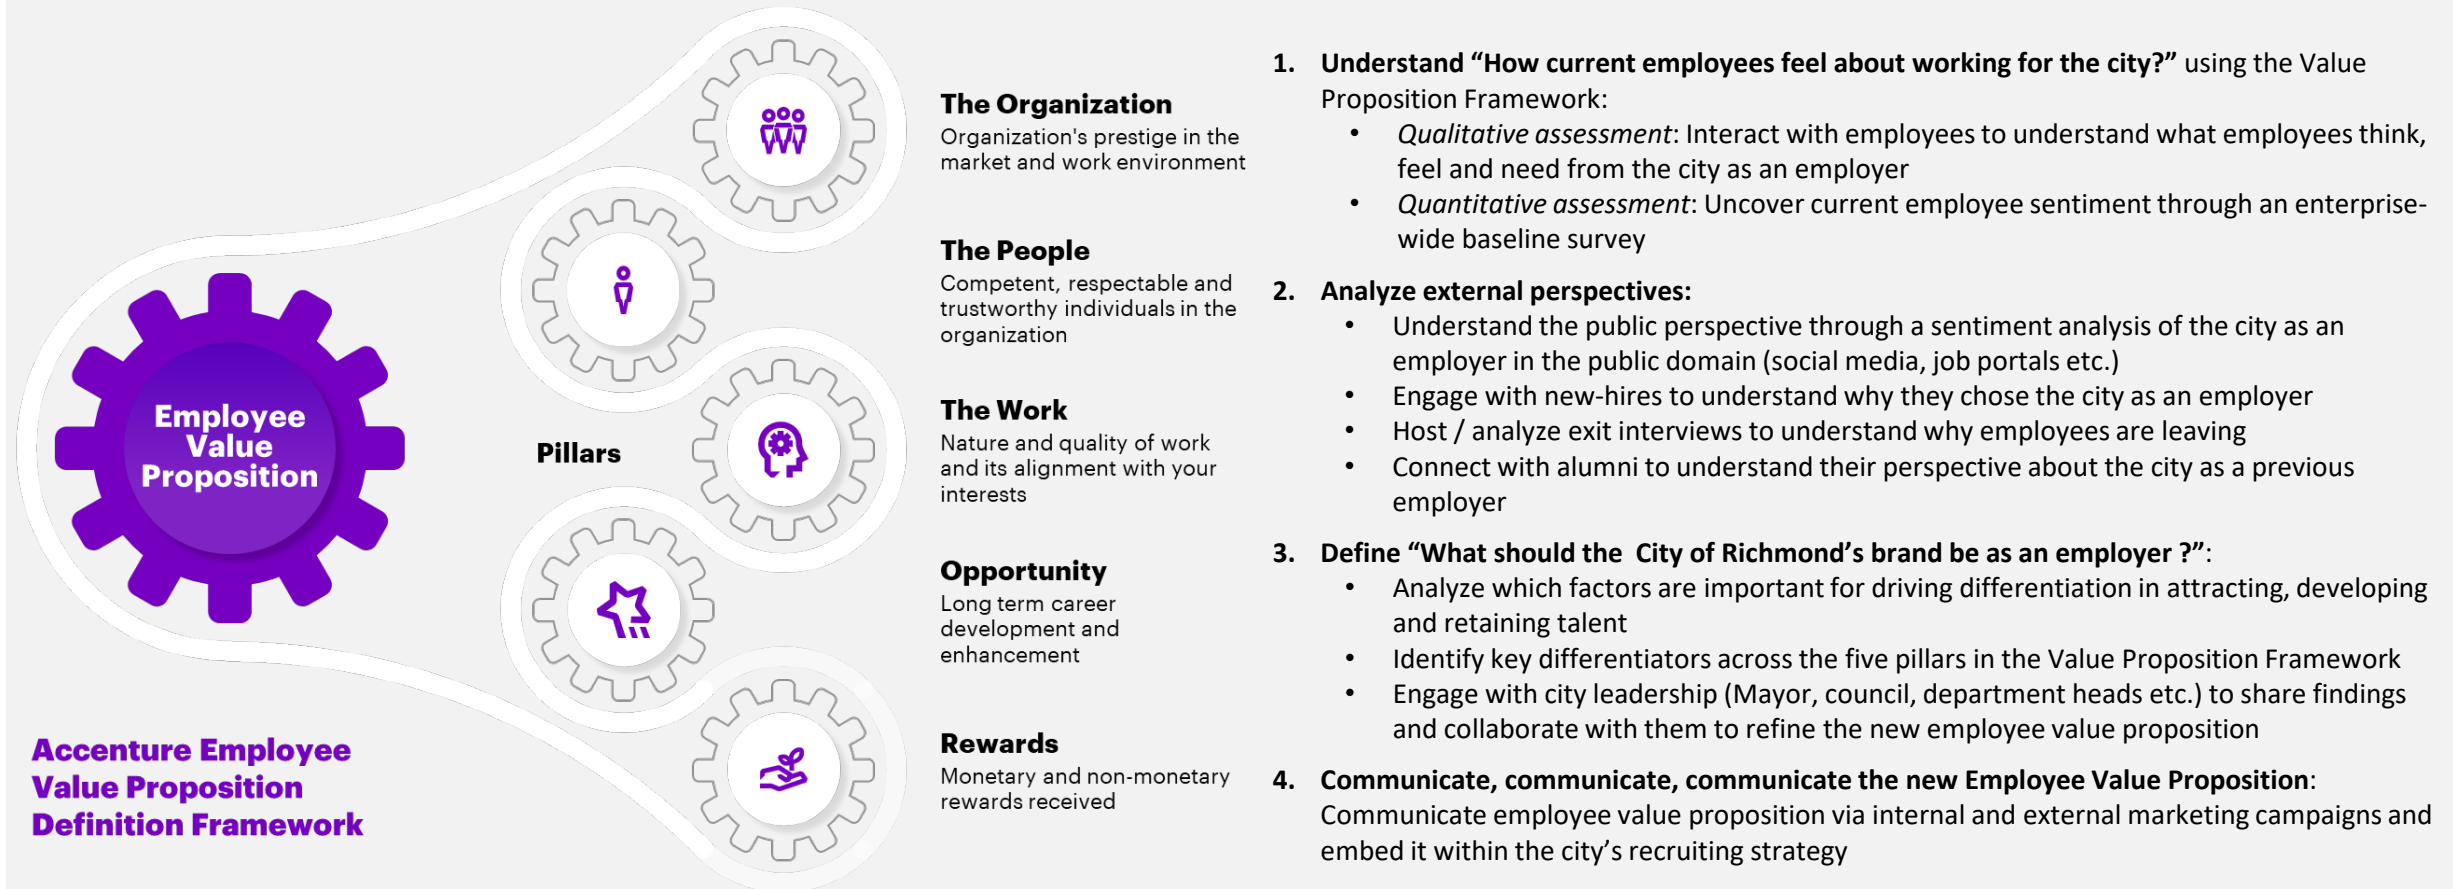 Employee
Value
Proposition
Accenture Employee
Value Proposition
Definition Framework
Pillars
The Organization
Organization's prestige in the
market and work environment
The People
Competent, respectable and
trustworthy individuals in the
organization
The Work
Nature and quality of work
and its alignment with your
interests
Opportunity
Long term career
development and
enhancement
Rewards
Monetary and non-monetary
rewards received
1. Understand “How current employees feel about working for the city?” using the Value
Proposition Framework:
• Qualitative assessment: Interact with employees to understand what employees think,
feel and need from the city as an employer
• Quantitative assessment: Uncover current employee sentiment through an enterprise-
wide baseline survey
2. Analyze external perspectives:
• Understand the public perspective through a sentiment analysis of the city as an
employer in the public domain (social media, job portals etc.)
• Engage with new-hires to understand why they chose the city as an employer
• Host / analyze exit interviews to understand why employees are leaving
• Connect with alumni to understand their perspective about the city as a previous
employer
3. Define “What should the City of Richmond’s brand be as an employer ?”:
• Analyze which factors are important for driving differentiation in attracting, developing
and retaining talent
• Identify key differentiators across the five pillars in the Value Proposition Framework
• Engage with city leadership (Mayor, council, department heads etc.) to share findings
and collaborate with them to refine the new employee value proposition
4. Communicate, communicate, communicate the new Employee Value Proposition:
Communicate employee value proposition via internal and external marketing campaigns and
embed it within the city’s recruiting strategy